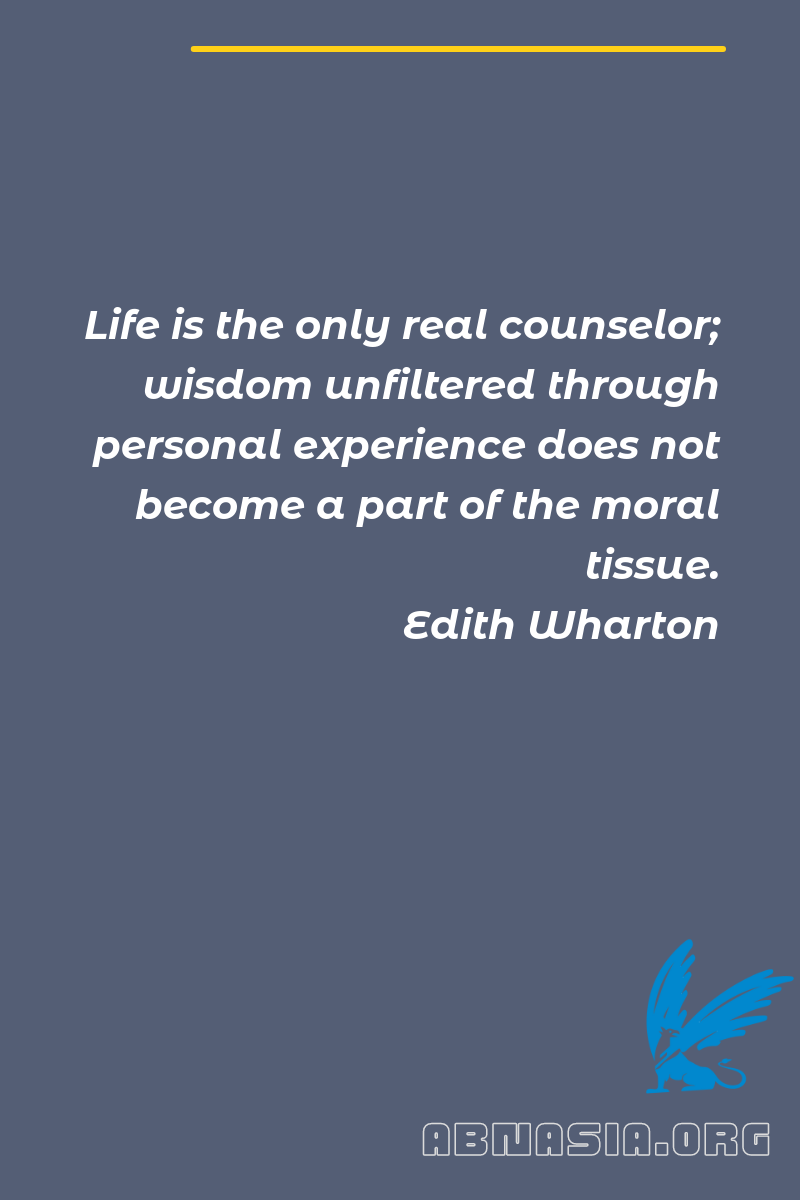 Life is the only real counselor;
wisdom unfiltered through
personal experience does not
become a part of the moral
tissue.
Edith Wharton
ABNASIA.ORG